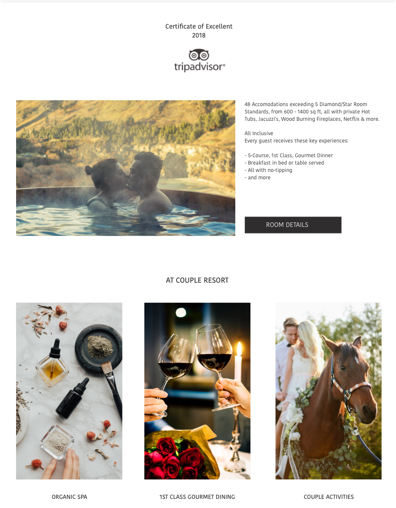 Certificate of Excellent
2018
tripadvisor®
48 Accomodations exceeding 5 Diamond/Star Room
Standards, from 600 - 1400 sq ft, all with private Hot
Tubs, Jacuzzi's, Wood Burning Fireplaces, Netflix & more.
All Inclusive
Every guest receives these key experiences:
- 5-Course, 1st Class, Gourmet Dinner
- Breakfast in bed or table served
- All with no-tipping
- and more
ROOM DETAILS
AT COUPLE RESORT
ORGANIC SPA
1ST CLASS GOURMET DINING
COUPLE ACTIVITIES